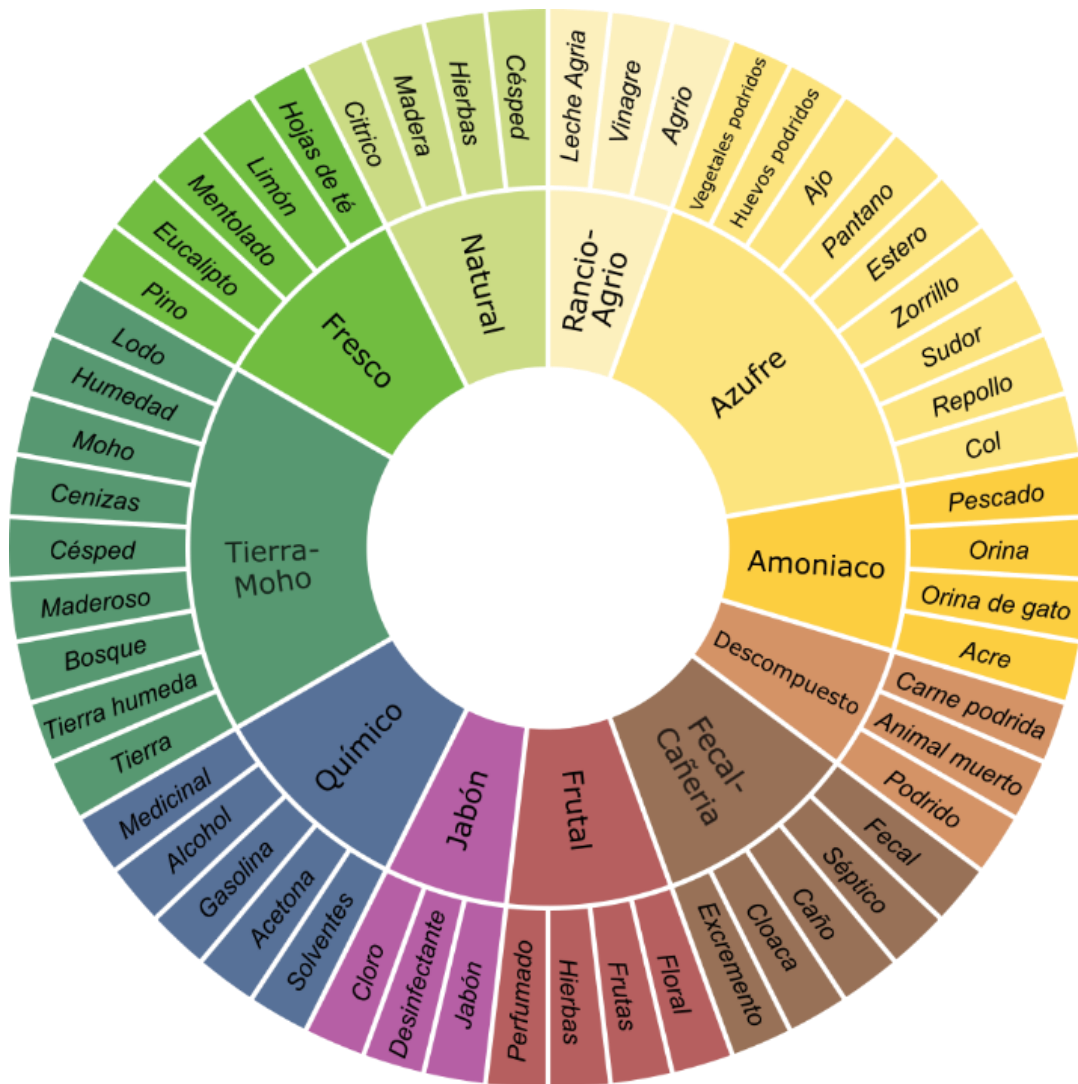 Leche Agria
Vinagre
Agrio
Vegetales podridos
Huevos podridos
Ajo
Pantano
Estero
Zorrillo
Sudor
Repollo
Col
Pescado
Orina
Orina de gato
Acre
Carne podrida
Animal muerto
Podrido
Fecal
Séptico
Caño
Cloaca
Excremento
Floral
Frutas
Hierbas
Perfumado
Jabón
Desinfectante
Cloro
Solventes
Acetona
Gasolina
Alcohol
Medicinal
Tierra
Tierra humeda
Bosque
Maderoso
Césped
Cenizas
Moho
Humedad
Lodo
Pino
Eucalipto
Mentolado
Limón
Hojas de té
Cítrico
Madera
Hierbas
Césped
Rancio-
Agrio
Azufre
Amoniaco
Descompuesto
Fecal-
Cañeria
Frutal
Jabón
Químico
Tierra-
Moho
Fresco
Natural